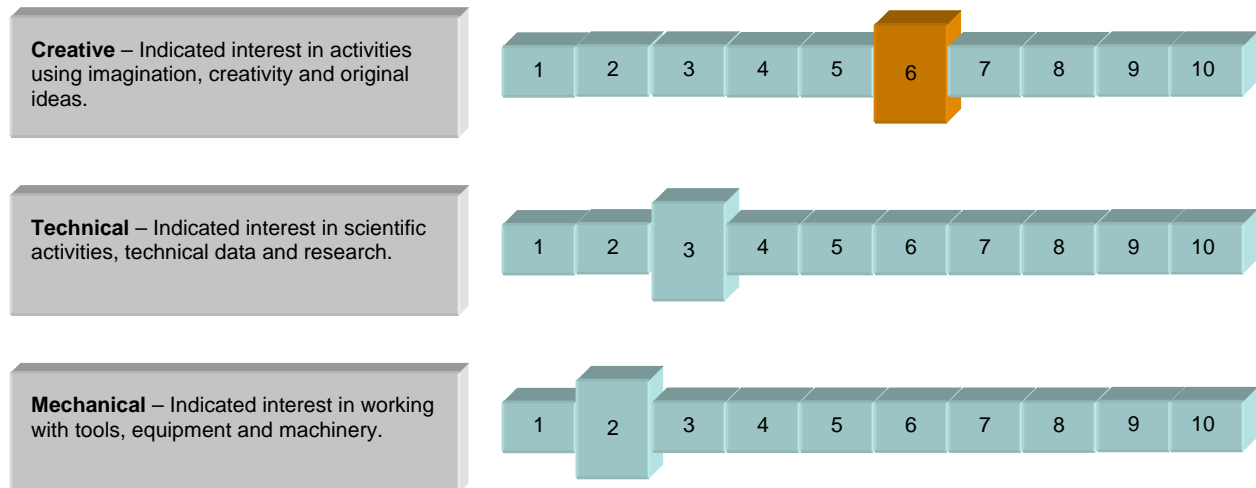 Creative – Indicated interest in activities
using imagination, creativity and original
ideas.
1 2 3 4 5 6 7 8 9 10
Technical – Indicated interest in scientific
activities, technical data and research.
1 2 3 4 5 6 7 8 9 10
Mechanical – Indicated interest in working
with tools, equipment and machinery.
1 2 3 4 5 6 7 8 9 10